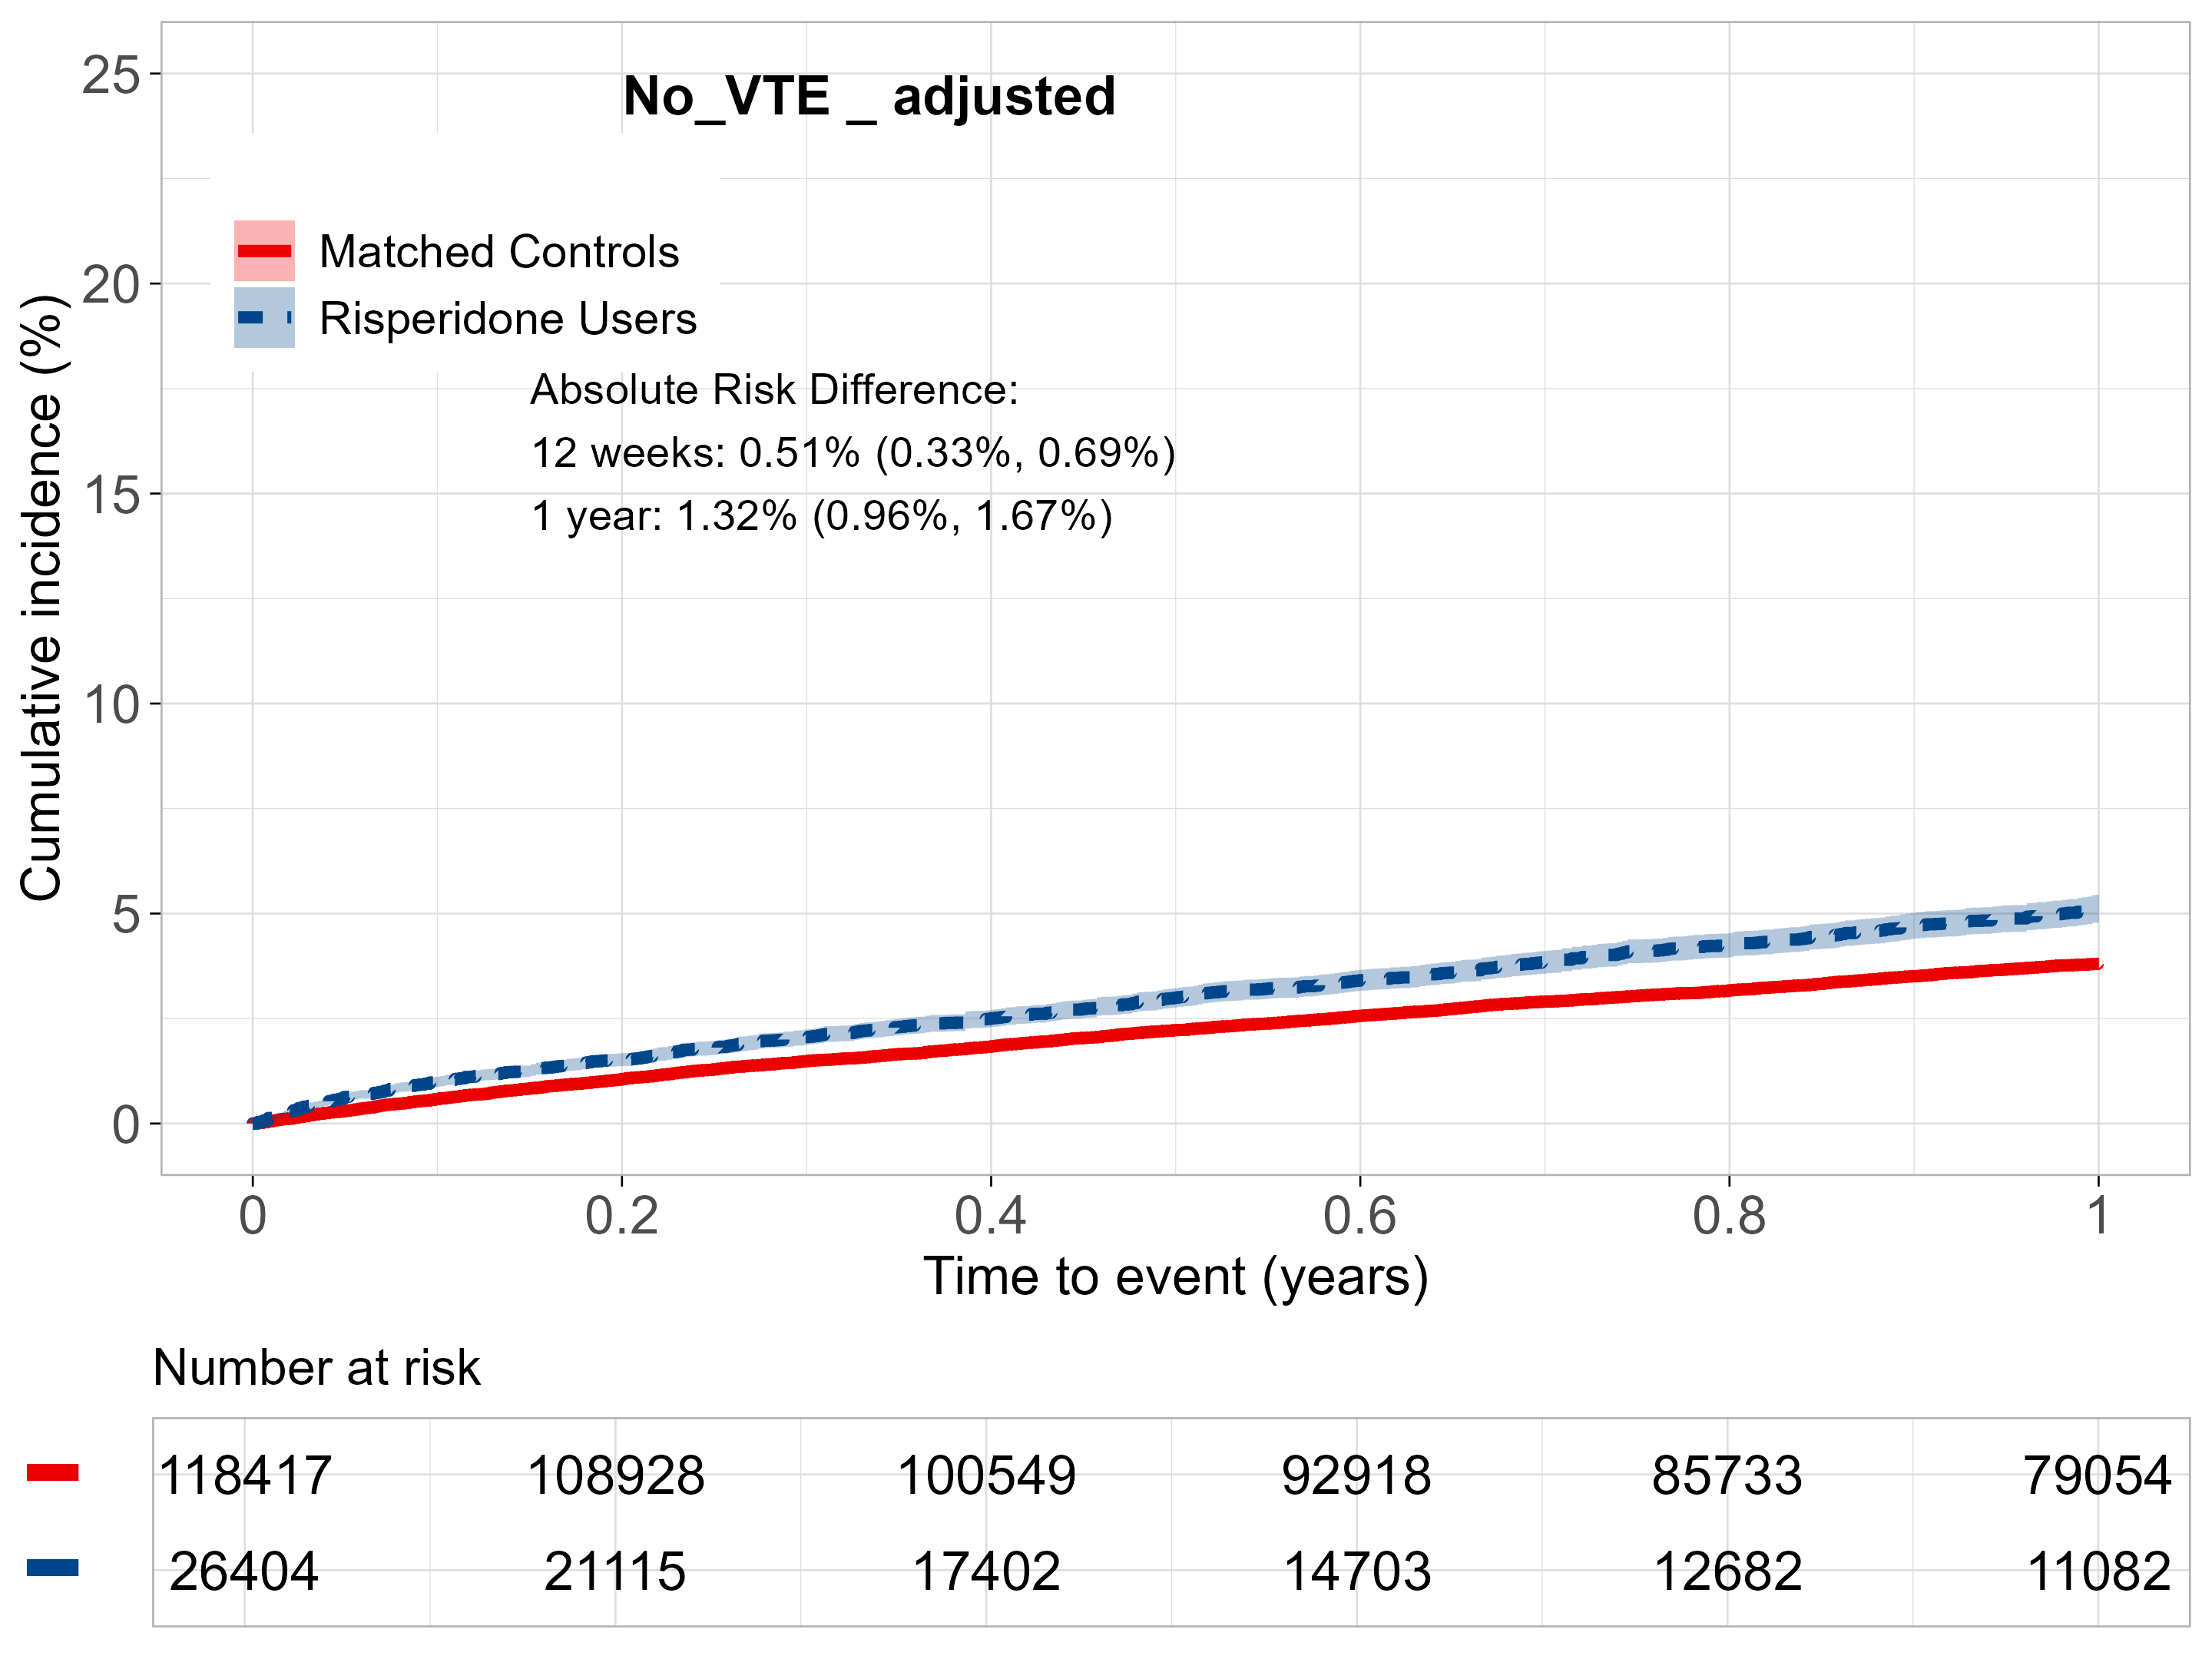 No_VTE _ adjusted
Matched Controls
Risperidone Users
Absolute Risk Difference:
12 weeks: 0.51% (0.33%, 0.69%)
1 year: 1.32% (0.96%, 1.67%)
Cumulative incidence (%)
25
20
15
10
5
0
0 0.2 0.4 0.6 0.8 1
Time to event (years)
Number at risk
118417 108928 100549 92918 85733 79054
26404 21115 17402 14703 12682 11082